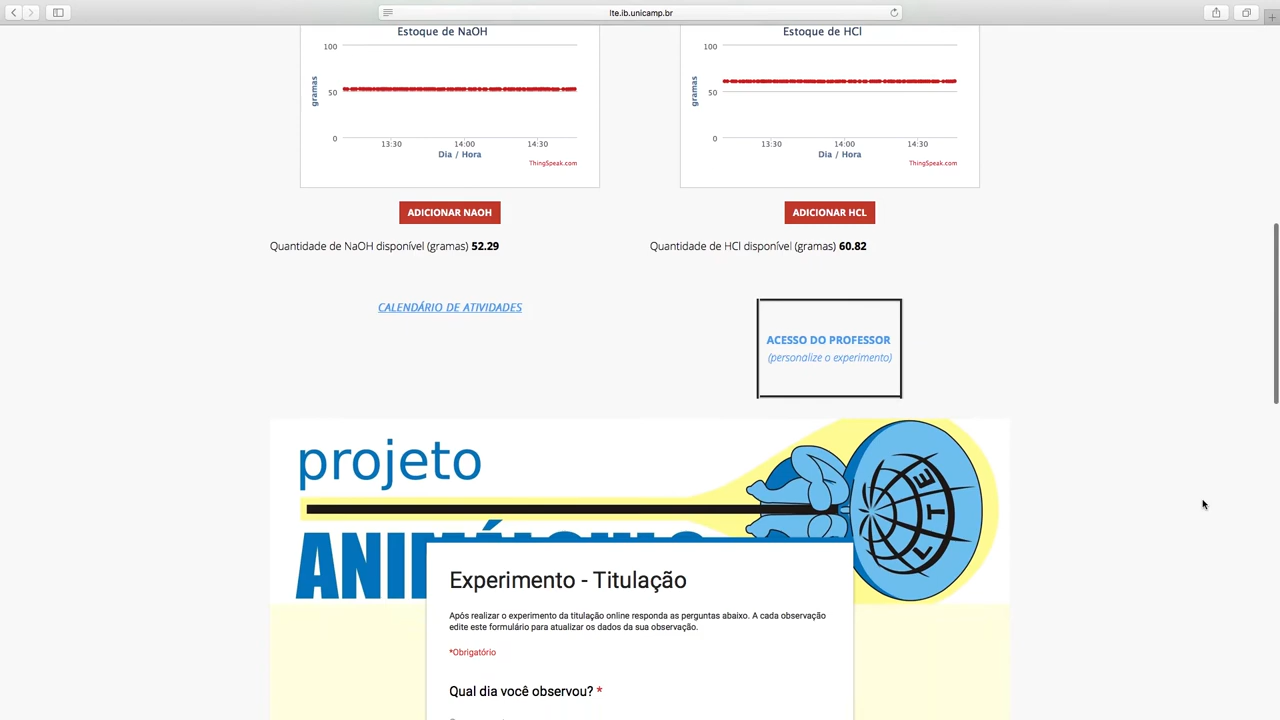 lte.ib.unicamp.br
Estoque de NaOH
100
50
0
gramas
13:30 14:00 14:30
Dia / Hora
ThingSpeak.com
Estoque de HCl
100
50
0
gramas
13:30 14:00 14:30
Dia / Hora
ThingSpeak.com
ADICIONAR NAOH
ADICIONAR HCL
Quantidade de NaOH disponível (gramas) 52.29
Quantidade de HCl disponível (gramas) 60.82
CALENDÁRIO DE ATIVIDADES
ACESSO DO PROFESSOR
(personalize o experimento)
projeto
LTE
Experimento - Titulação
Após realizar o experimento da titulação online responda as perguntas abaixo. A cada observação
edite este formulário para atualizar os dados da sua observação.
*Obrigatório
Qual dia você observou? *